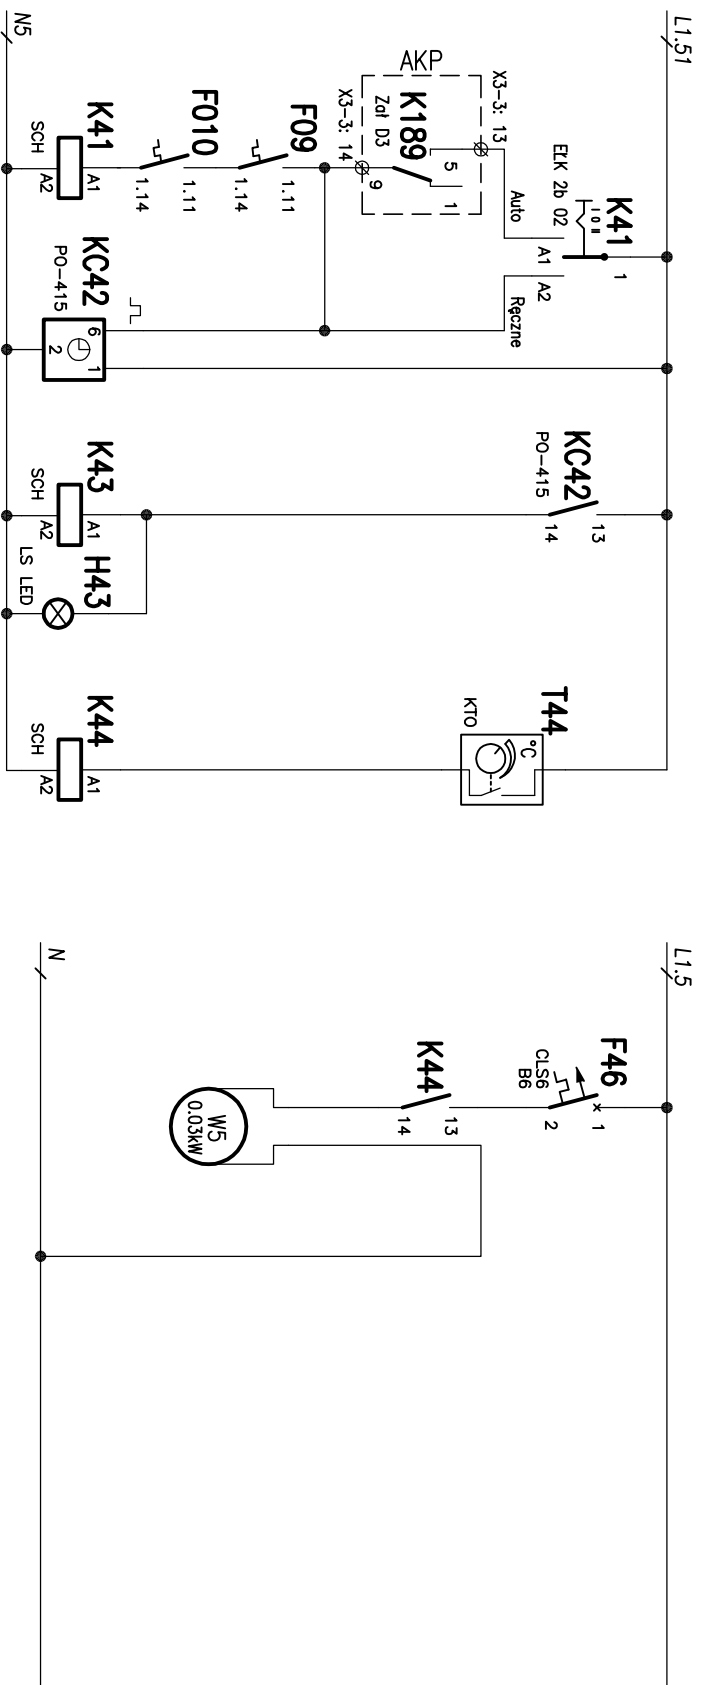 L1.51
K41
EŁK 2b 02
I O II
1
A1
A2
Auto
Ręczne
X3-3: 13
AKP
K189
Zał D3
5
1
9
X3-3: 14
F09
1.11
1.14
F010
1.11
1.14
K41
SCH
A1
A2
KC42
PO-415
6
2
1
KC42
PO-415
13
14
K43
SCH
A1
A2
H43
LS LED
T44
KTO
°C
K44
SCH
A1
A2
N5
L1.5
F46
CLS6
B6
1
2
K44
13
14
W5
0.03kW
N